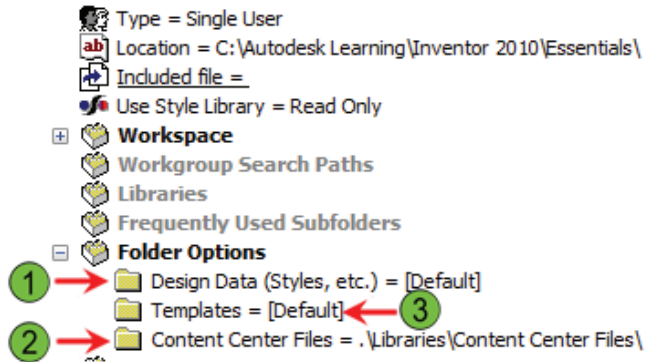 Type = Single User
ab Location = C:\Autodesk Learning\Inventor 2010\Essentials\
Included file =
Use Style Library = Read Only
Workspace
Workgroup Search Paths
Libraries
Frequently Used Subfolders
Folder Options
1 Design Data (Styles, etc.) = [Default]
Templates = [Default] 3
2 Content Center Files = .\Libraries\Content Center Files\